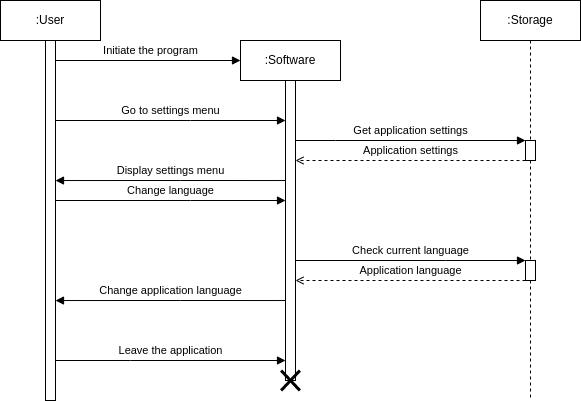 :User
:Storage
Initiate the program
:Software
Go to settings menu
Get application settings
Application settings
Display settings menu
Change language
Check current language
Application language
Change application language
Leave the application